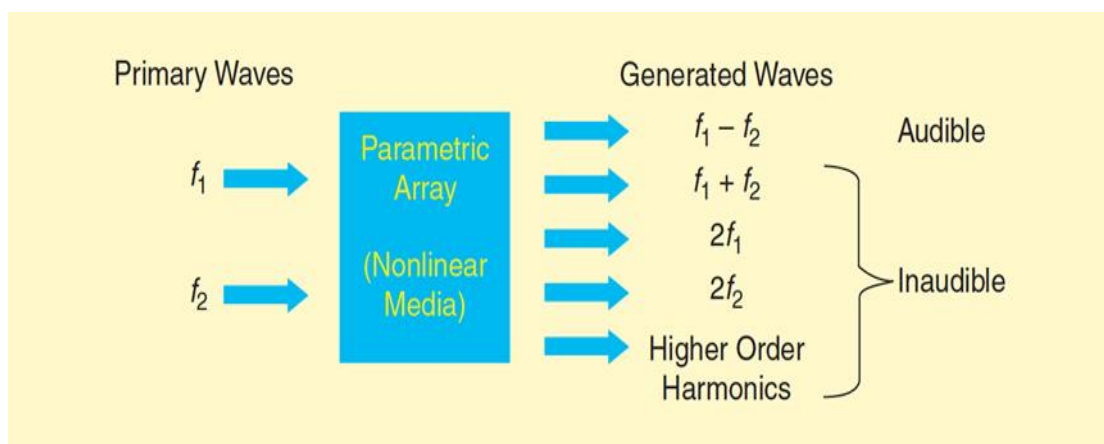 Primary Waves
Generated Waves
f₁ – f₂
Audible
Parametric
Array
f₁
f₁ + f₂
2f₁
(Nonlinear
Media)
f₂
2f₂
Inaudible
Higher Order
Harmonics